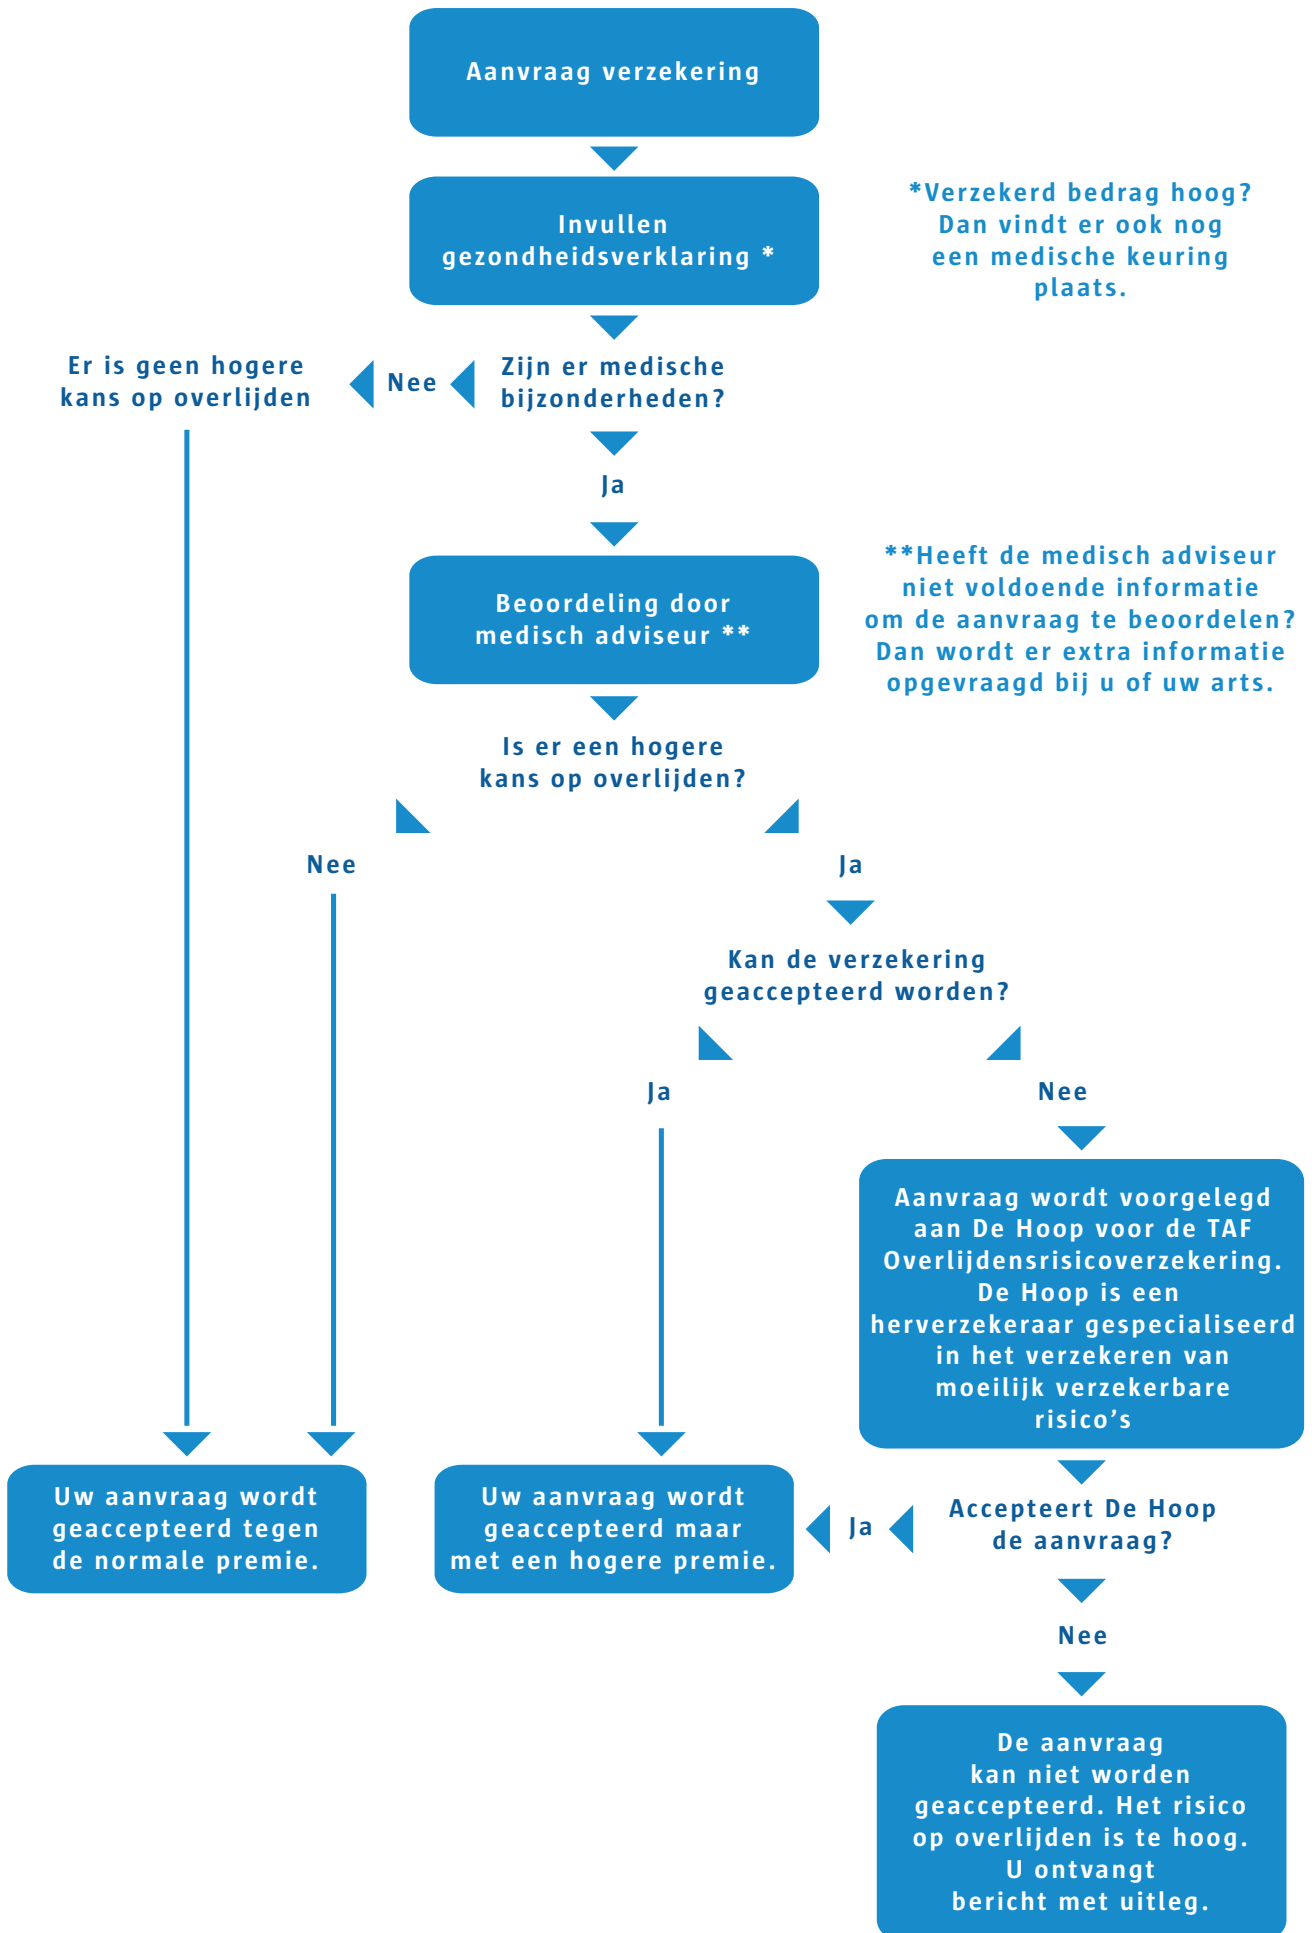 Aanvraag verzekering
Invullen
gezondheidsverklaring *
*Verzekerd bedrag hoog?
Dan vindt er ook nog
een medische keuring
plaats.
Er is geen hogere
kans op overlijden
Nee
Zijn er medische
bijzonderheden?
Ja
Beoordeling door
medisch adviseur **
**Heeft de medisch adviseur
niet voldoende informatie
om de aanvraag te beoordelen?
Dan wordt er extra informatie
opgevraagd bij u of uw arts.
Is er een hogere
kans op overlijden?
Nee
Ja
Kan de verzekering
geaccepteerd worden?
Ja
Nee
Aanvraag wordt voorgelegd
aan De Hoop voor de TAF
Overlijdensrisicoverzekering.
De Hoop is een
herverzekeraar gespecialiseerd
in het verzekeren van
moeilijk verzekerbare
risico’s
Uw aanvraag wordt
geaccepteerd tegen
de normale premie.
Uw aanvraag wordt
geaccepteerd maar
met een hogere premie.
Ja
Accepteert De Hoop
de aanvraag?
Nee
De aanvraag
kan niet worden
geaccepteerd. Het risico
op overlijden is te hoog.
U ontvangt
bericht met uitleg.